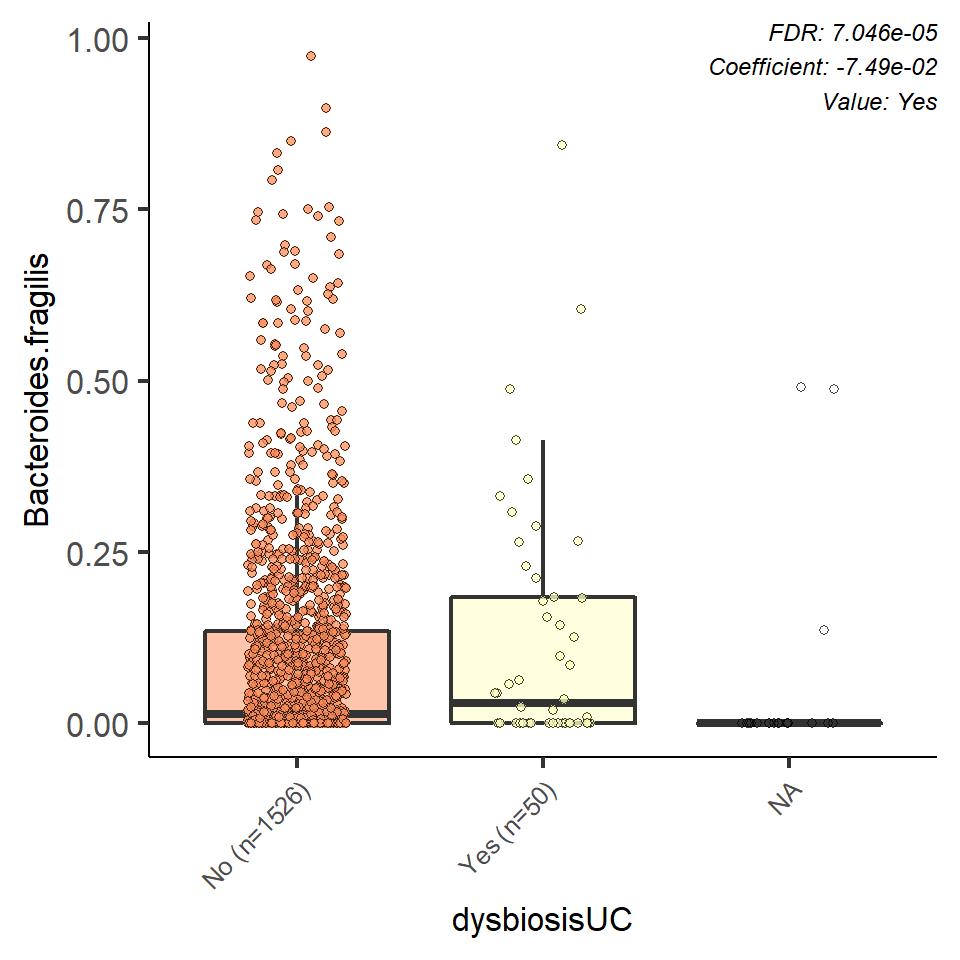 FDR: 7.046e-05
Coefficient: -7.49e-02
Value: Yes
1.00
0.75
0.50
0.25
0.00
Bacteroides.fragilis
No (n=1526)
Yes (n=50)
NA
dysbiosisUC